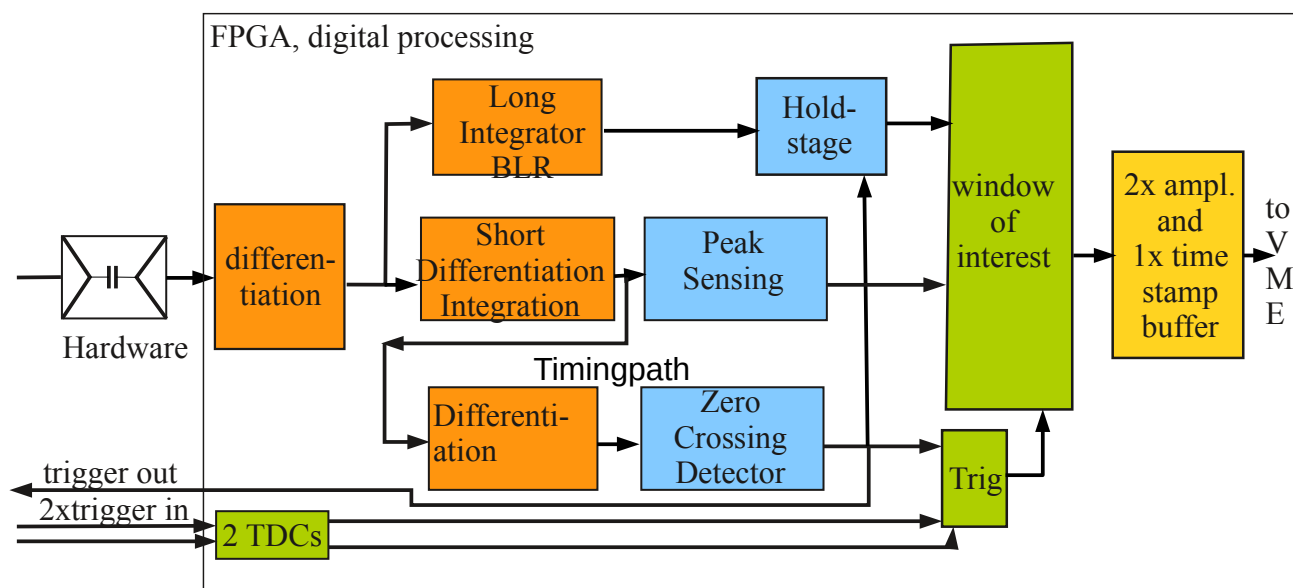 FPGA, digital processing
Long
Integrator
BLR
Hold-
stage
window
of
interest
2x ampl.
and
1x time
stamp
buffer
to
V
M
E
differen-
tiation
Short
Differentiation
Integration
Peak
Sensing
Hardware
Timingpath
Differenti-
ation
Zero
Crossing
Detector
Trig
trigger out
2xtrigger in
2 TDCs